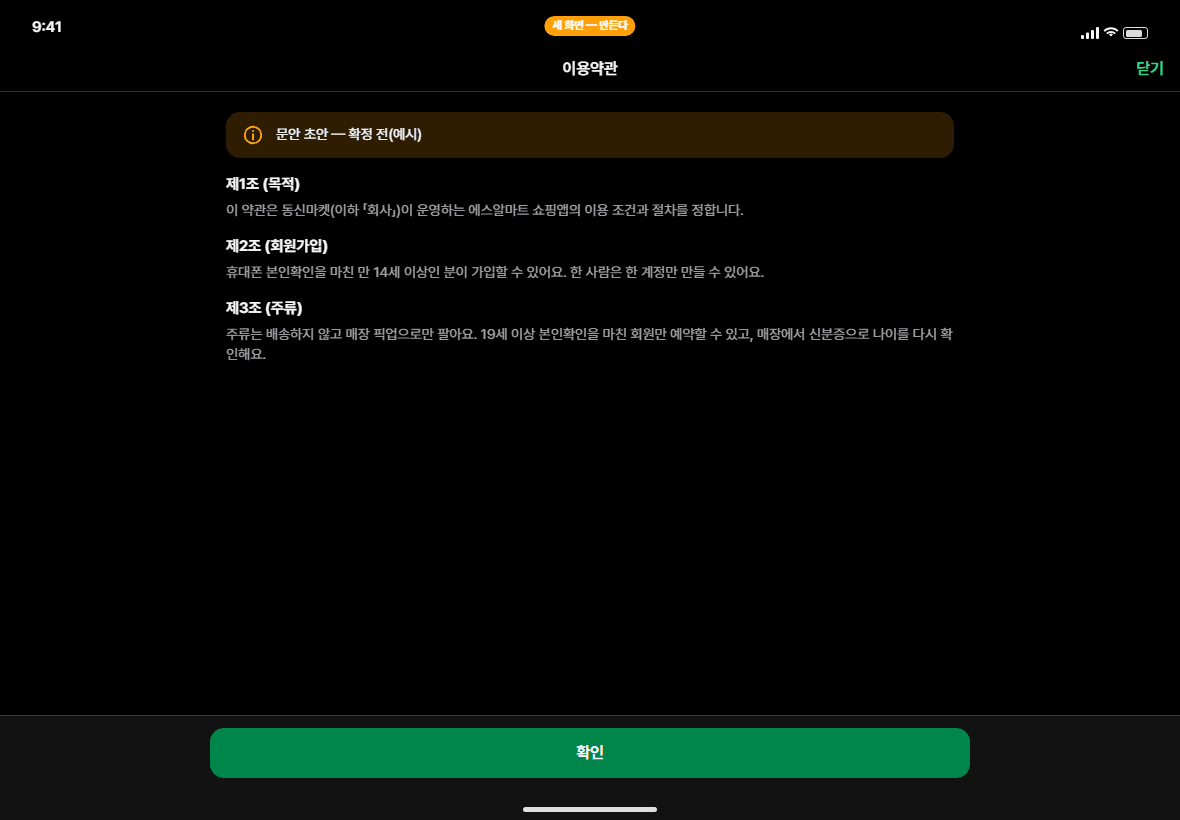 9:41
새 화면 — 만든다
이용약관
닫기
문안 초안 — 확정 전(예시)
제1조 (목적)
이 약관은 동신마켓(이하 「회사」)이 운영하는 에스알마트 쇼핑앱의 이용 조건과 절차를 정합니다.
제2조 (회원가입)
휴대폰 본인확인을 마친 만 14세 이상인 분이 가입할 수 있어요. 한 사람은 한 계정만 만들 수 있어요.
제3조 (주류)
주류는 배송하지 않고 매장 픽업으로만 팔아요. 19세 이상 본인확인을 마친 회원만 예약할 수 있고, 매장에서 신분증으로 나이를 다시 확
인해요.
확인